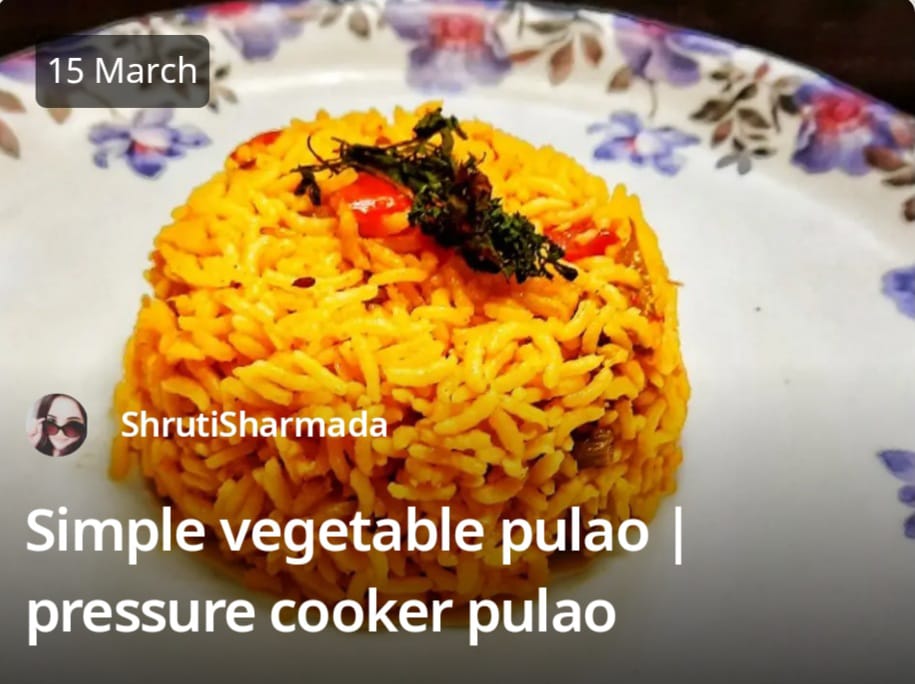 15 March
ShrutiSharmada
Simple vegetable pulao |
pressure cooker pulao